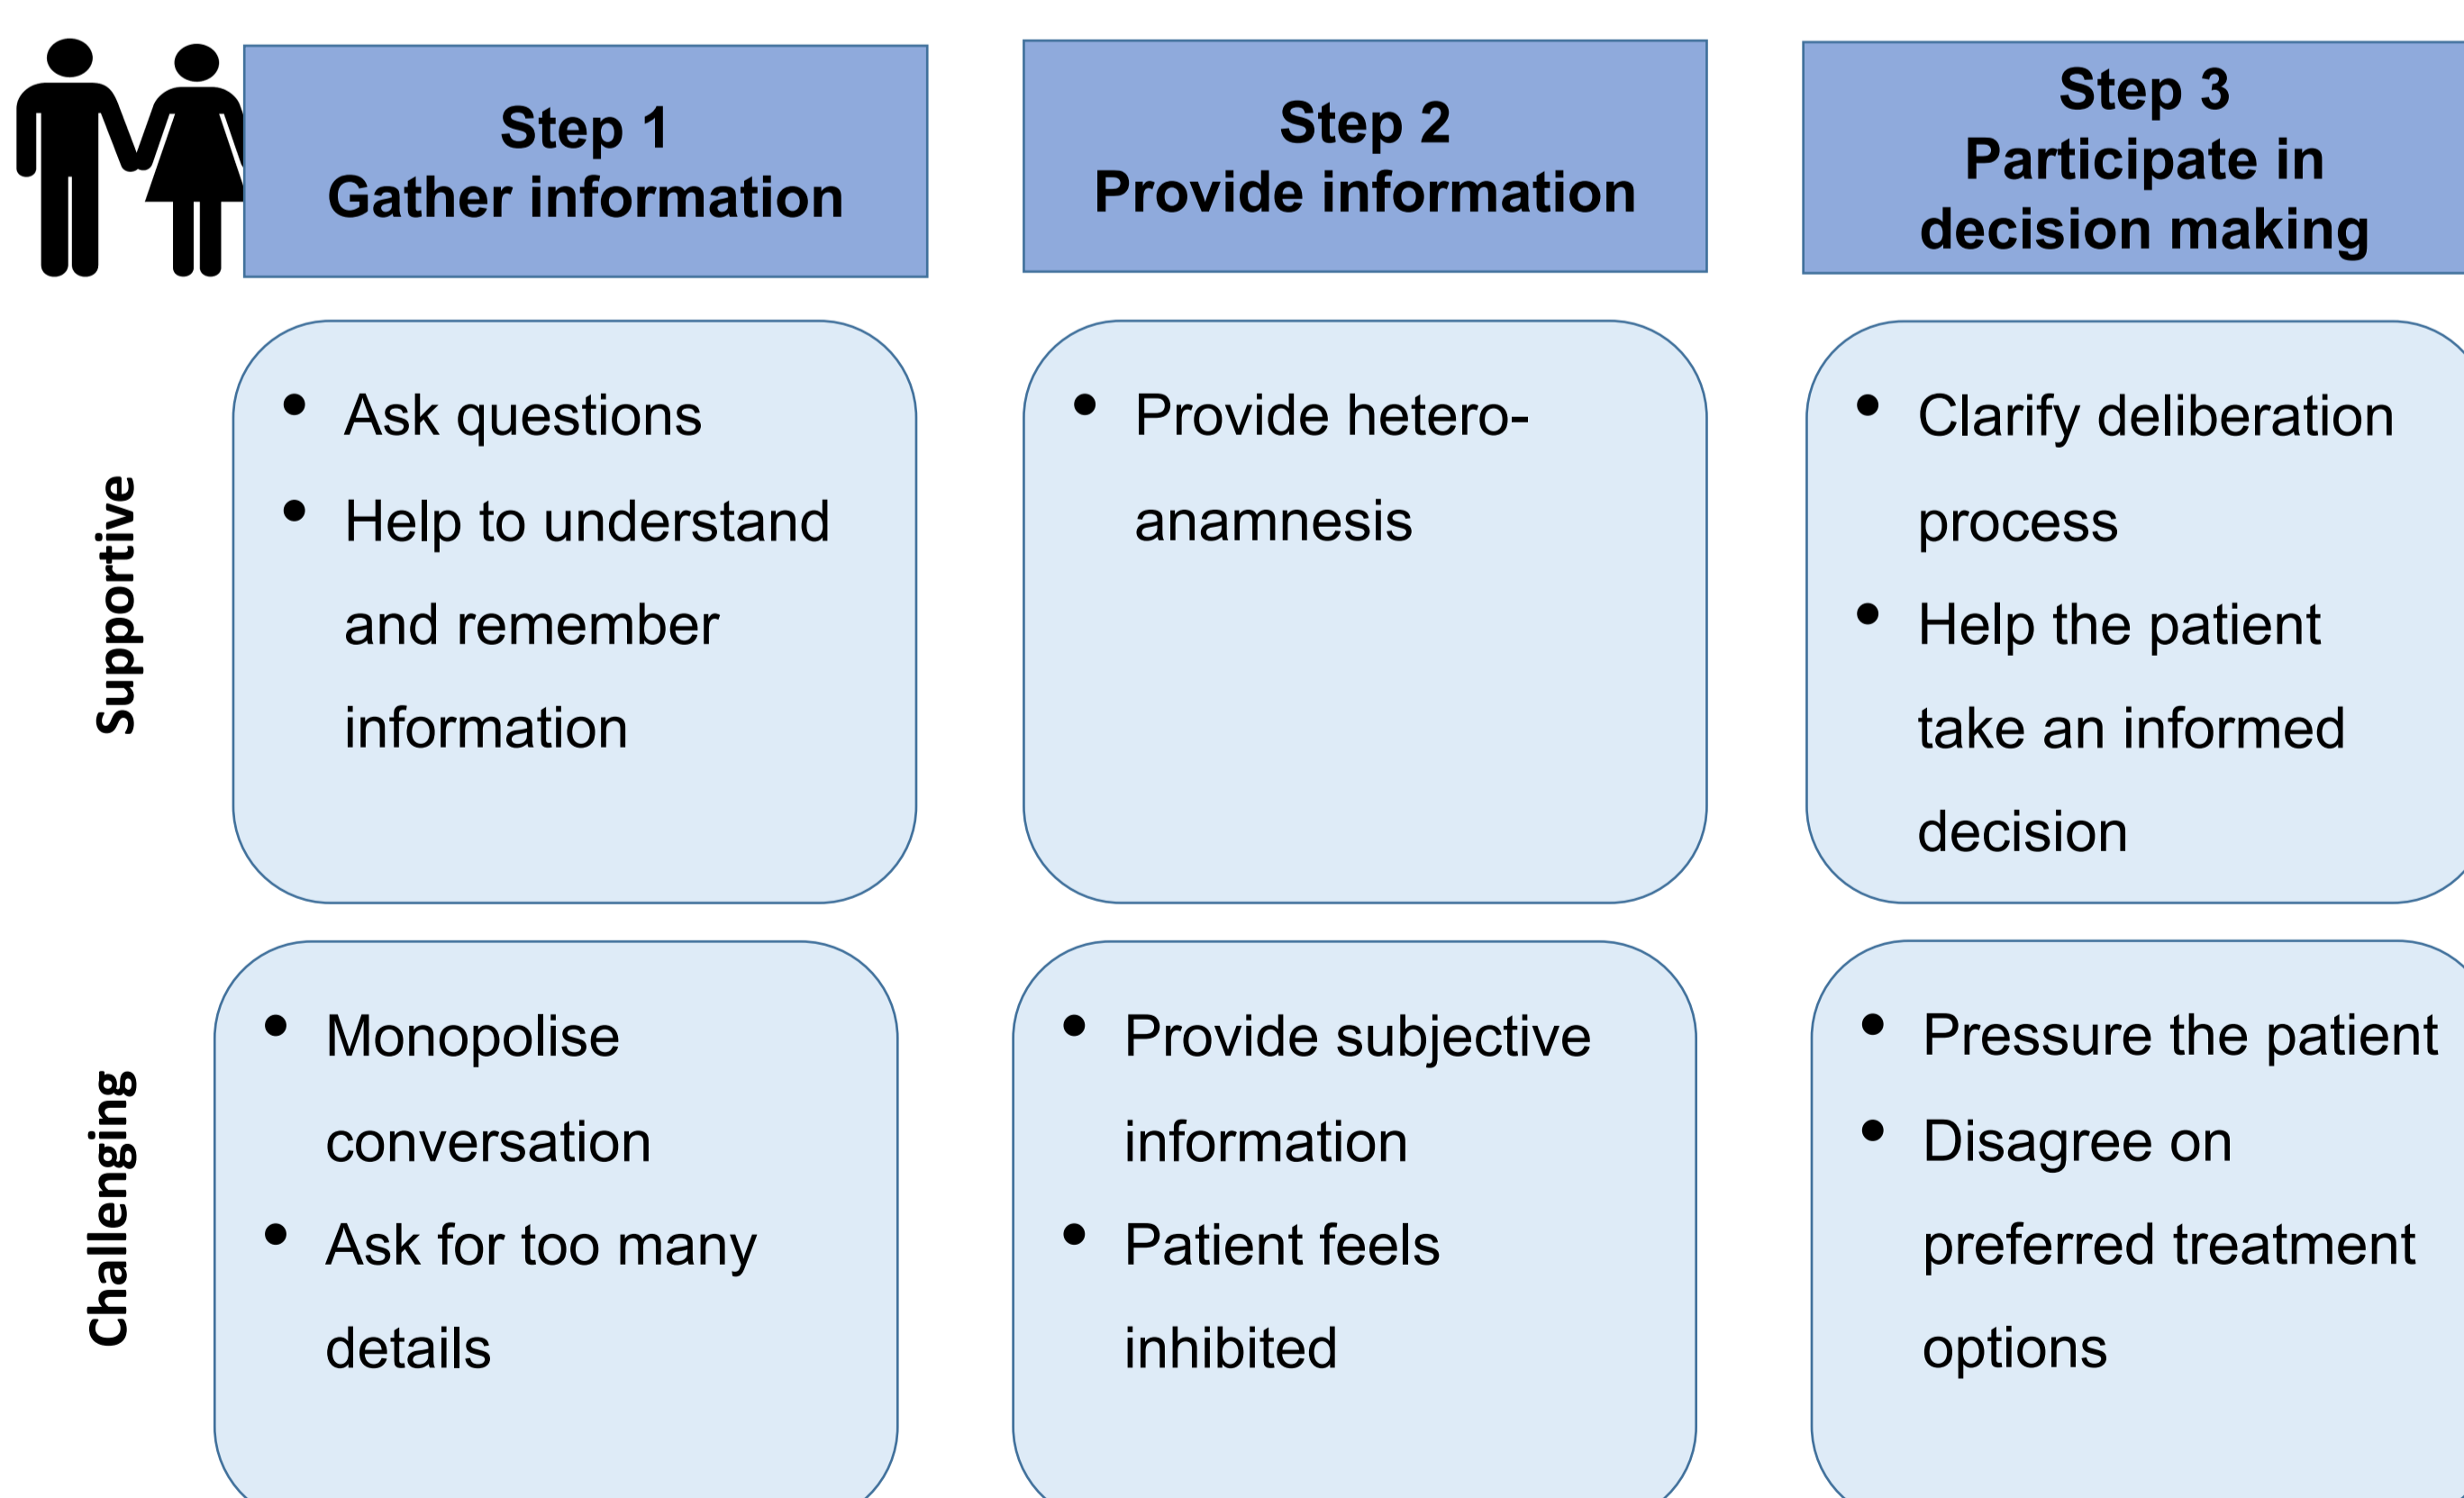 Step 1
Gather information
Step 2
Provide information
Step 3
Participate in
decision making
Supportive
Ask questions
Help to understand
and remember
information
Provide hetero-
anamnesis
Clarify deliberation
process
Help the patient
take an informed
decision
Challenging
Monopolise
conversation
Ask for too many
details
Provide subjective
information
Patient feels
inhibited
Pressure the patient
Disagree on
preferred treatment
options